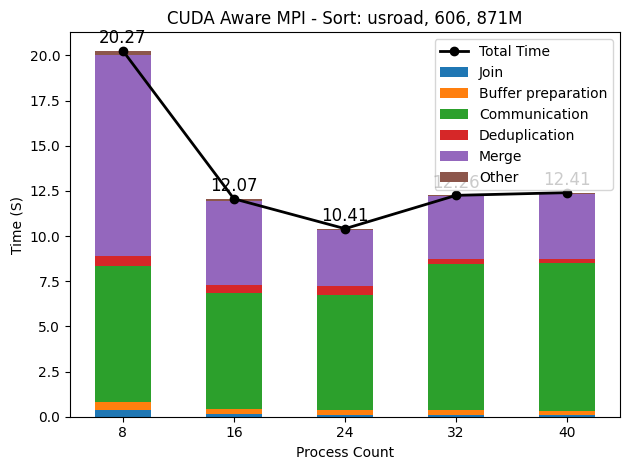 CUDA Aware MPI - Sort: usroad, 606, 871M
20.27
12.07
10.41
12.26
12.41
Total Time
Join
Buffer preparation
Communication
Deduplication
Merge
Other
Time (S)
20.0
17.5
15.0
12.5
10.0
7.5
5.0
2.5
0.0
8
16
24
32
40
Process Count